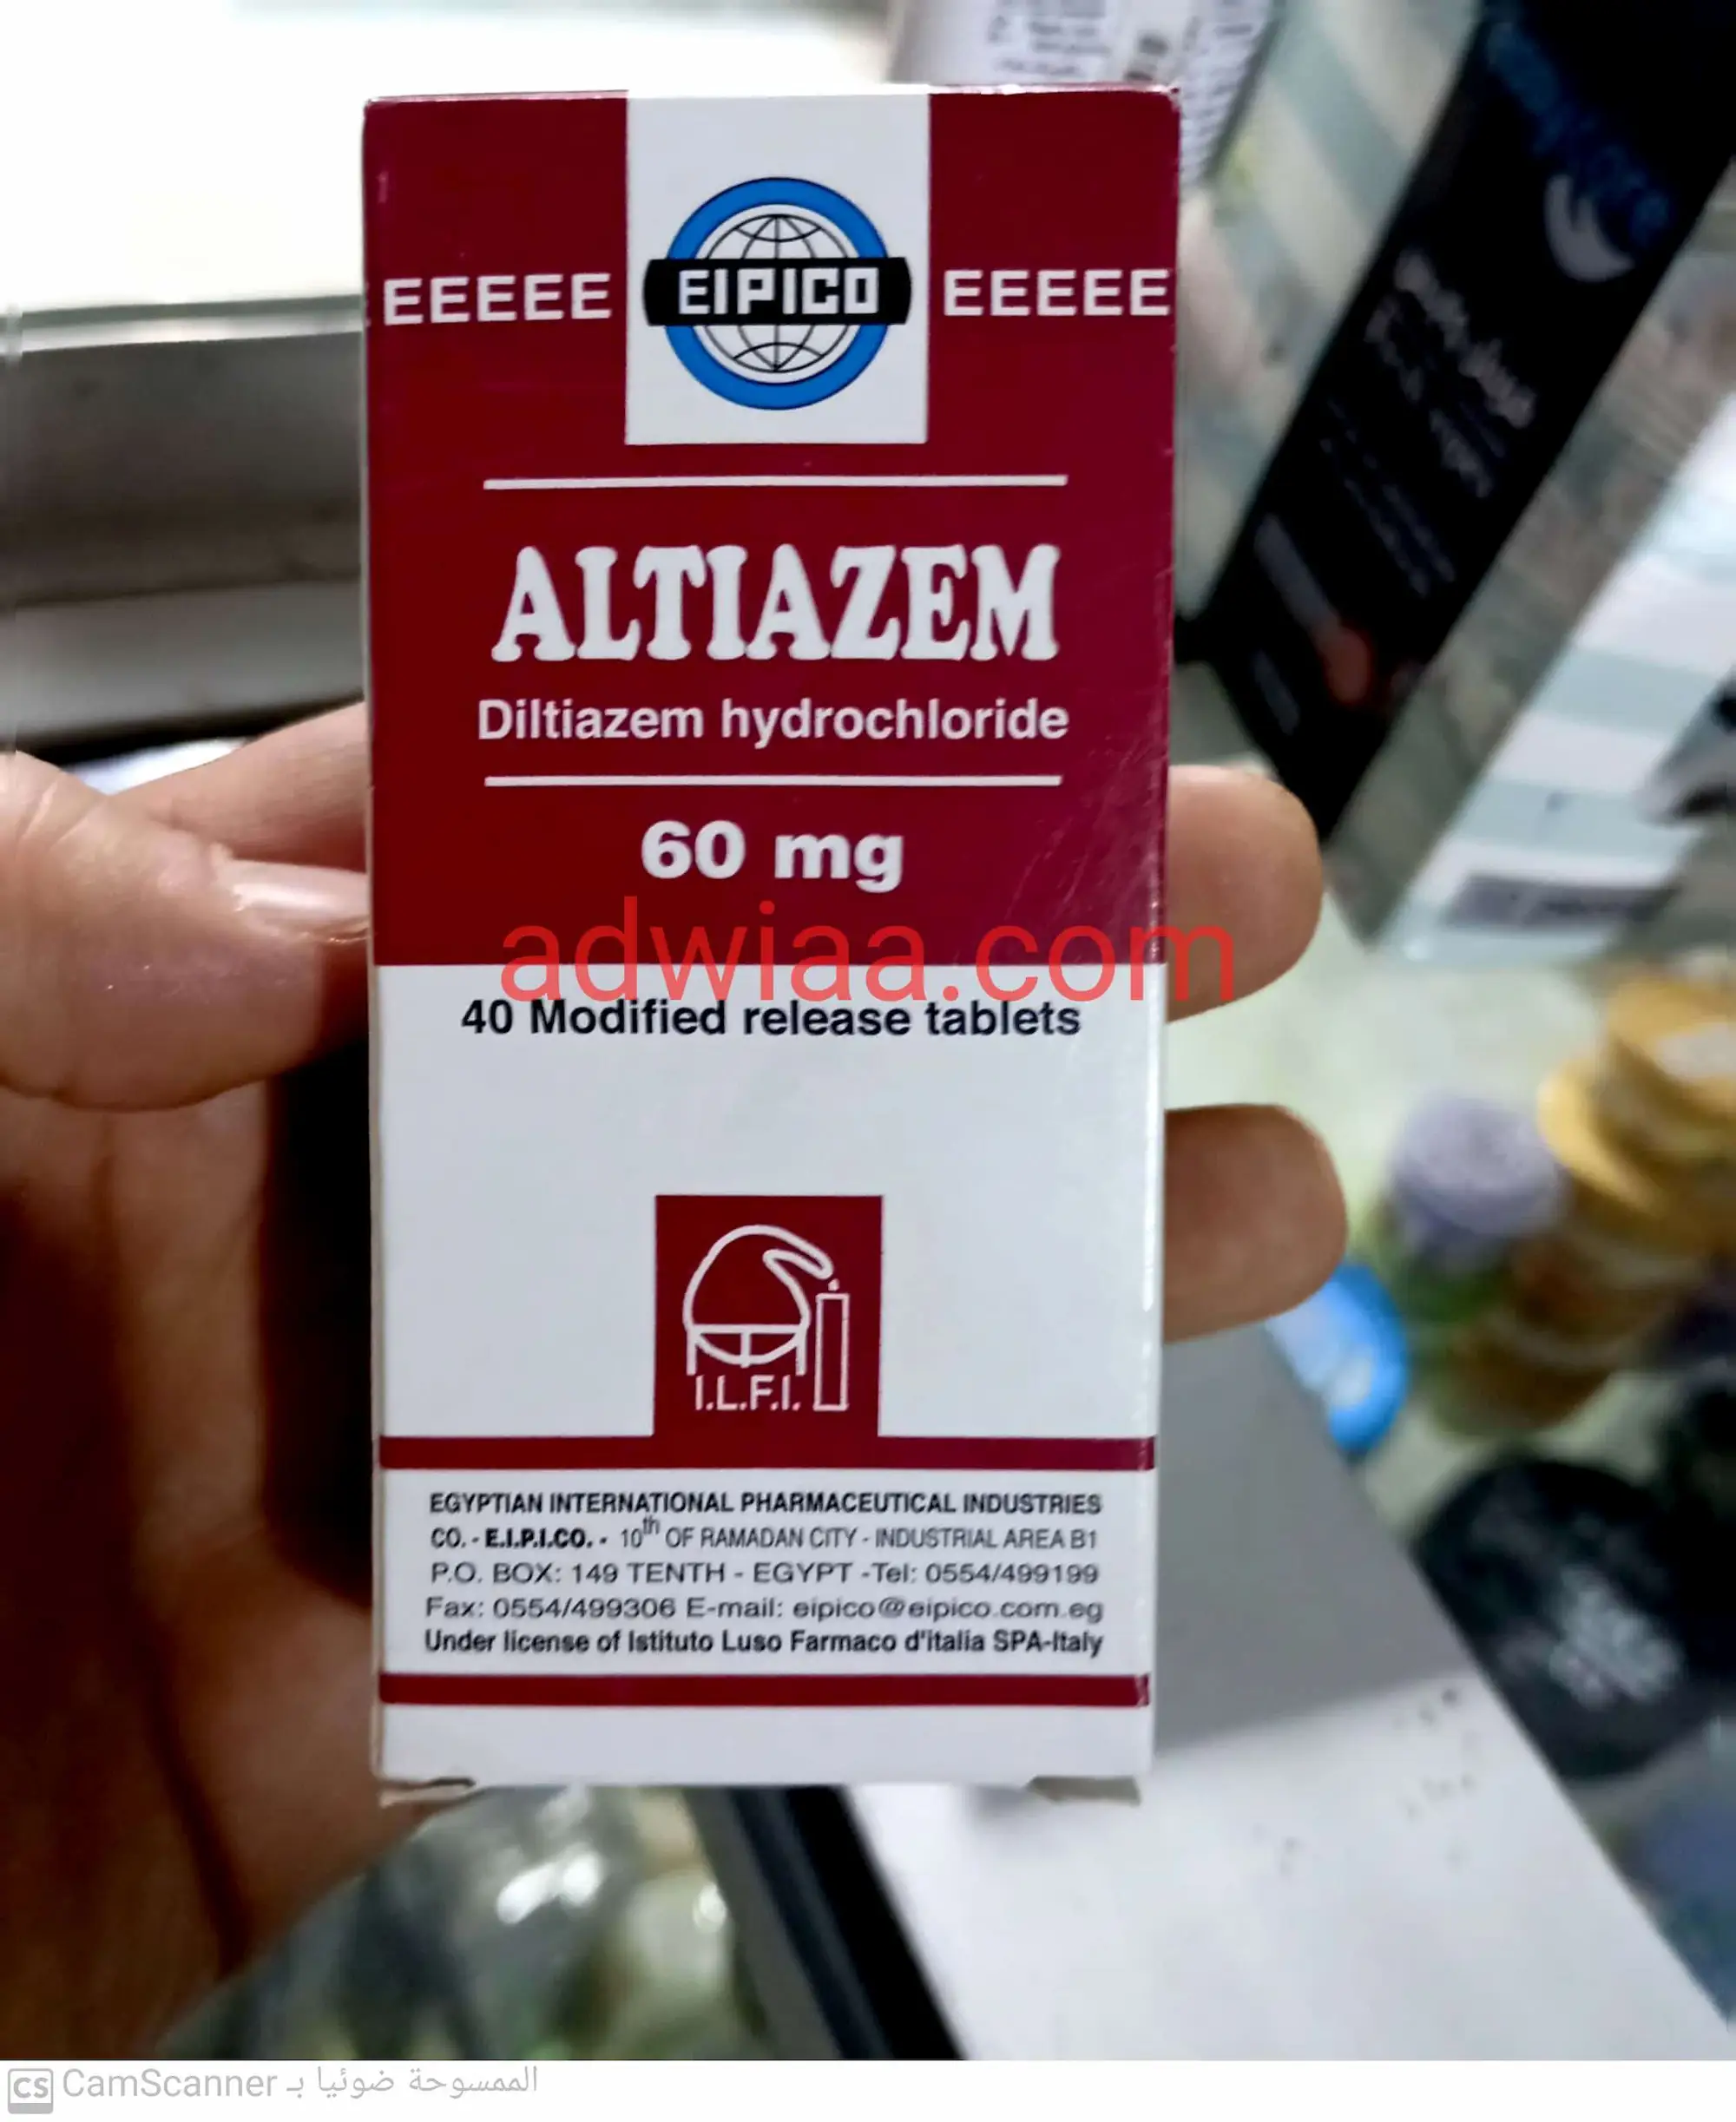 EEEEE EIPICO EEEEE
ALTIAZEM
Diltiazem hydrochloride
60 mg
adwiaa.com
40 Modified release tablets
I.L.F.I.
EGYPTIAN INTERNATIONAL PHARMACEUTICAL INDUSTRIES
CO. - E.I.P.I.CO. - 10th OF RAMADAN CITY - INDUSTRIAL AREA B1
P.O. BOX: 149 TENTH - EGYPT -Tel: 0554/499199
Fax: 0554/499306 E-mail: eipico@eipico.com.eg
Under license of Istituto Luso Farmaco d'italia SPA-Italy
CS CamScanner الممسوحة ضوئيا بـ